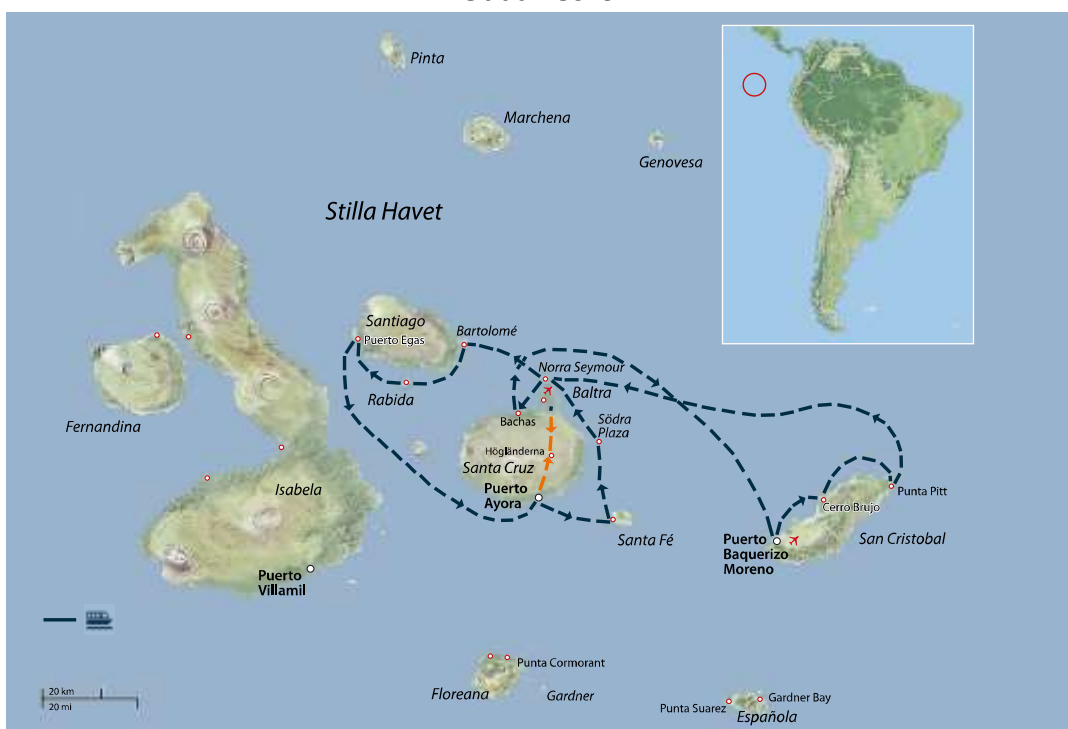 Pinta
Marchena
Genovesa
Stilla Havet
Santiago
Puerto Egas
Bartolomé
Norra Seymour
Rabida
Baltra
Fernandina
Bachas
Södra
Plaza
Högländerna
Santa Cruz
Isabela
Puerto
Ayora
Punta Pitt
Cerro Brujo
Santa Fé
San Cristobal
Puerto
Baquerizo
Moreno
Puerto
Villamil
Punta Cormorant
Floreana
Gardner
Gardner Bay
Punta Suarez
Española
20 km
20 mi